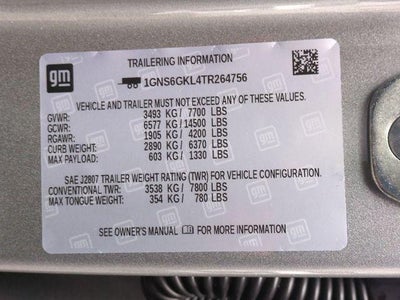 gm
TRAILERING INFORMATION
1GNS6GKL4TR264756
VEHICLE AND TRAILER MUST NOT EXCEED ANY OF THESE VALUES.
GVWR: 3493 KG / 7700 LBS
GCWR: 6577 KG / 14500 LBS
RGAWR: 1905 KG / 4200 LBS
CURB WEIGHT: 2890 KG / 6370 LBS
MAX PAYLOAD: 603 KG / 1330 LBS
SAE J2807 TRAILER WEIGHT RATING (TWR) FOR VEHICLE CONFIGURATION.
CONVENTIONAL TWR: 3538 KG / 7800 LBS
MAX TONGUE WEIGHT: 354 KG / 780 LBS
SEE OWNER'S MANUAL FOR MORE INFORMATION